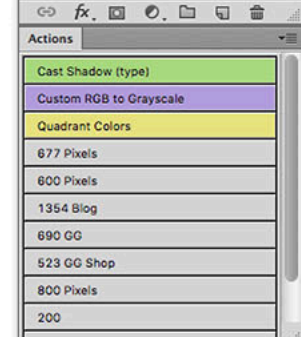 fx.
Actions
Cast Shadow (type)
Custom RGB to Grayscale
Quadrant Colors
677 Pixels
600 Pixels
1354 Blog
690 GG
523 GG Shop
800 Pixels
200